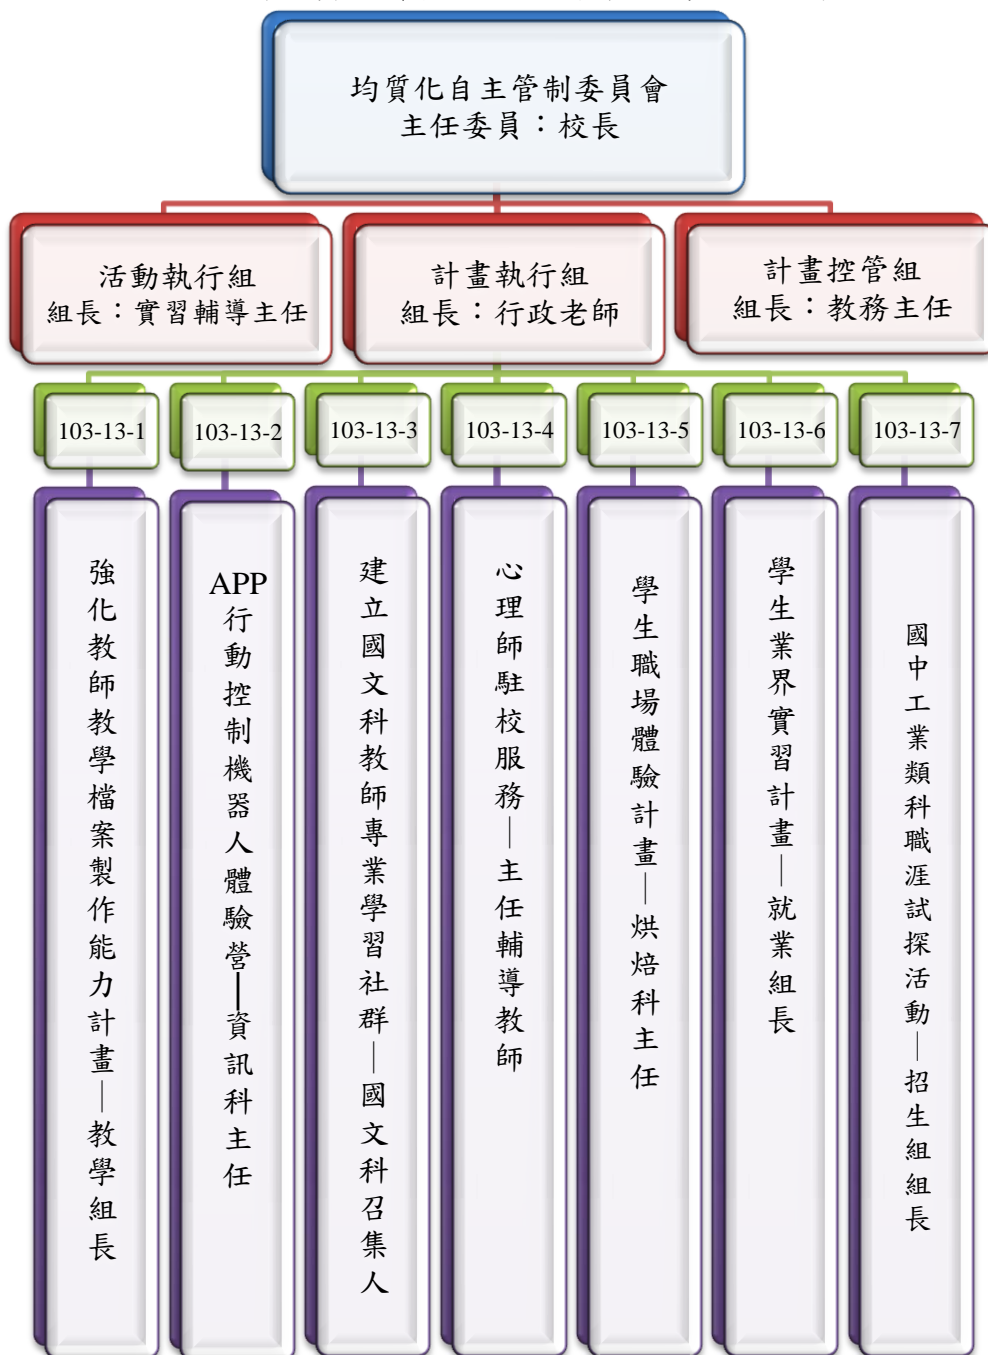 均質化自主管制委員會
主任委員：校長
活動執行組
組長：實習輔導主任
計畫執行組
組長：行政老師
計畫控管組
組長：教務主任
103-13-1
103-13-2
103-13-3
103-13-4
103-13-5
103-13-6
103-13-7
強化教師教學檔案製作能力計畫—教學組長
APP行動控制機器人體驗營—資訊科主任
建立國文科教師專業學習社群—國文科召集人
心理師駐校服務—主任輔導教師
學生職場體驗計畫—烘焙科主任
學生業界實習計畫—就業組長
國中工業類科職涯試探活動—招生組組長